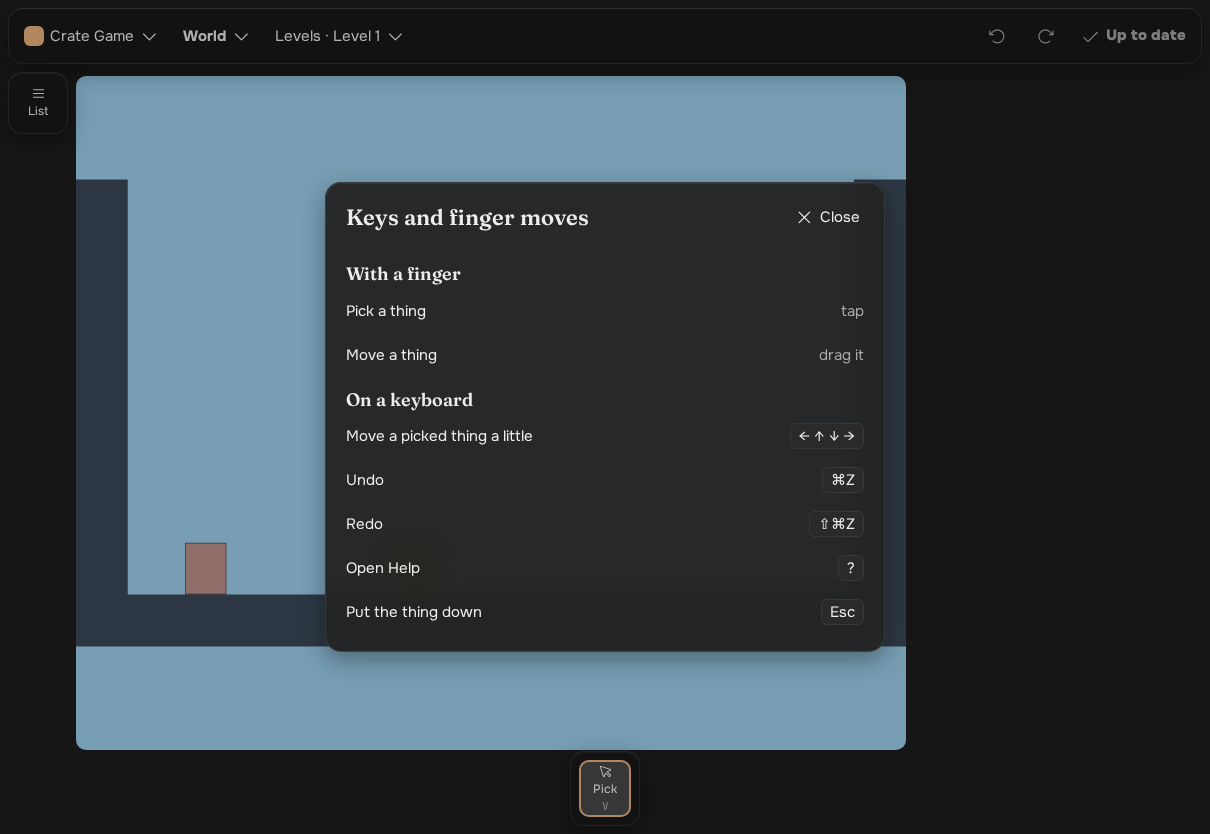 Crate Game
World
Levels · Level 1
Up to date
List
Keys and finger moves
Close
With a finger
Pick a thing
tap
Move a thing
drag it
On a keyboard
Move a picked thing a little
← ↑ ↓ →
Undo
⌘Z
Redo
⇧⌘Z
Open Help
?
Put the thing down
Esc
Pick
V